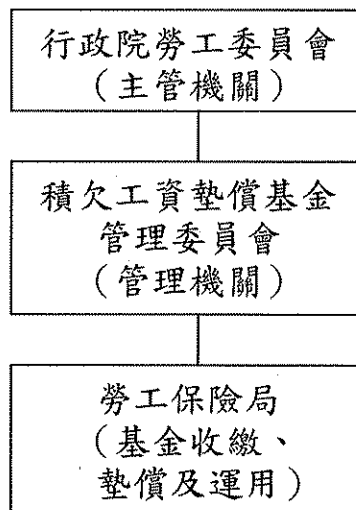 行政院勞工委員會
（主管機關）
積欠工資墊償基金
管理委員會
（管理機關）
勞工保險局
（基金收繳、
墊償及運用）